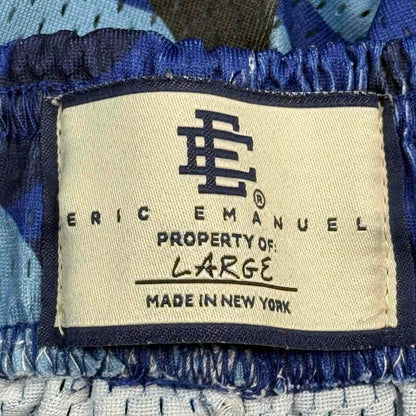 EE
®
ERIC EMANUEL
PROPERTY OF:
LARGE
MADE IN NEW YORK